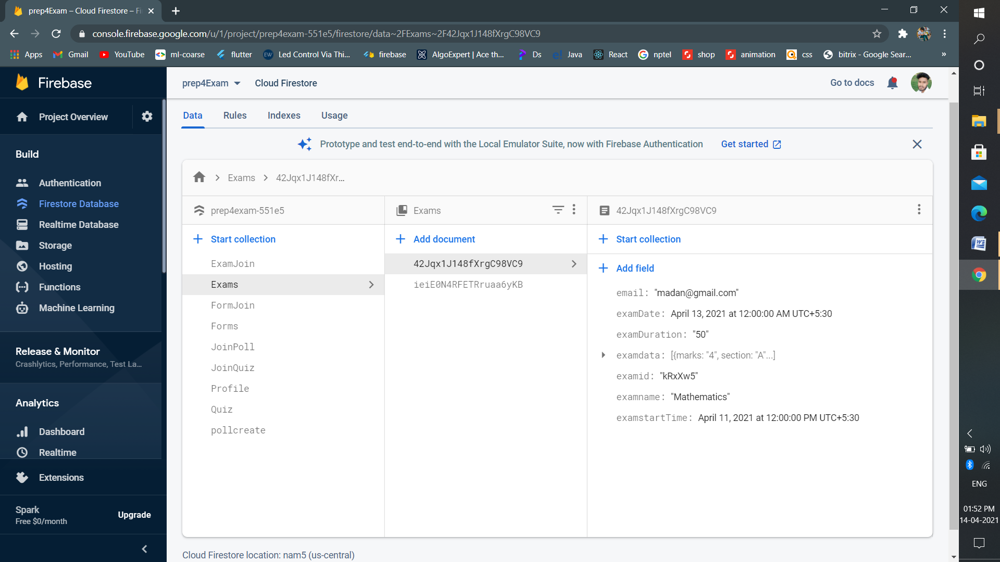 prep4Exam – Cloud Firestore – Fi
console.firebase.google.com/u/1/project/prep4exam-551e5/firestore/data~2FExams~2F42Jqx1J148fXrgC98VC9
Apps Gmail YouTube ml-coarse flutter Led Control Via Thi... firebase AlgoExpert | Ace th... Ds Java React nptel shop animation css bitrix - Google Sear... »
Firebase
prep4Exam Cloud Firestore Go to docs
Project Overview
Data Rules Indexes Usage
Prototype and test end-to-end with the Local Emulator Suite, now with Firebase Authentication Get started
Build
Authentication
Firestore Database
Realtime Database
Storage
Hosting
Functions
Machine Learning
Release & Monitor
Crashlytics, Performance, Test La...
Analytics
Dashboard
Realtime
Extensions
Spark
Free $0/month
Upgrade
Exams 42Jqx1J148fXr...
prep4exam-551e5
Start collection
ExamJoin
Exams
FormJoin
Forms
JoinPoll
JoinQuiz
Profile
Quiz
pollcreate
Exams
Add document
42Jqx1J148fXrgC98VC9
ieiE0N4RFETRruaa6yKB
42Jqx1J148fXrgC98VC9
Start collection
Add field
email: "madan@gmail.com"
examDate: April 13, 2021 at 12:00:00 AM UTC+5:30
examDuration: "50"
examdata: [{marks: "4", section: "A"...]
examid: "kRxXw5"
examname: "Mathematics"
examstartTime: April 11, 2021 at 12:00:00 PM UTC+5:30
Cloud Firestore location: nam5 (us-central)
ENG
01:52 PM
14-04-2021